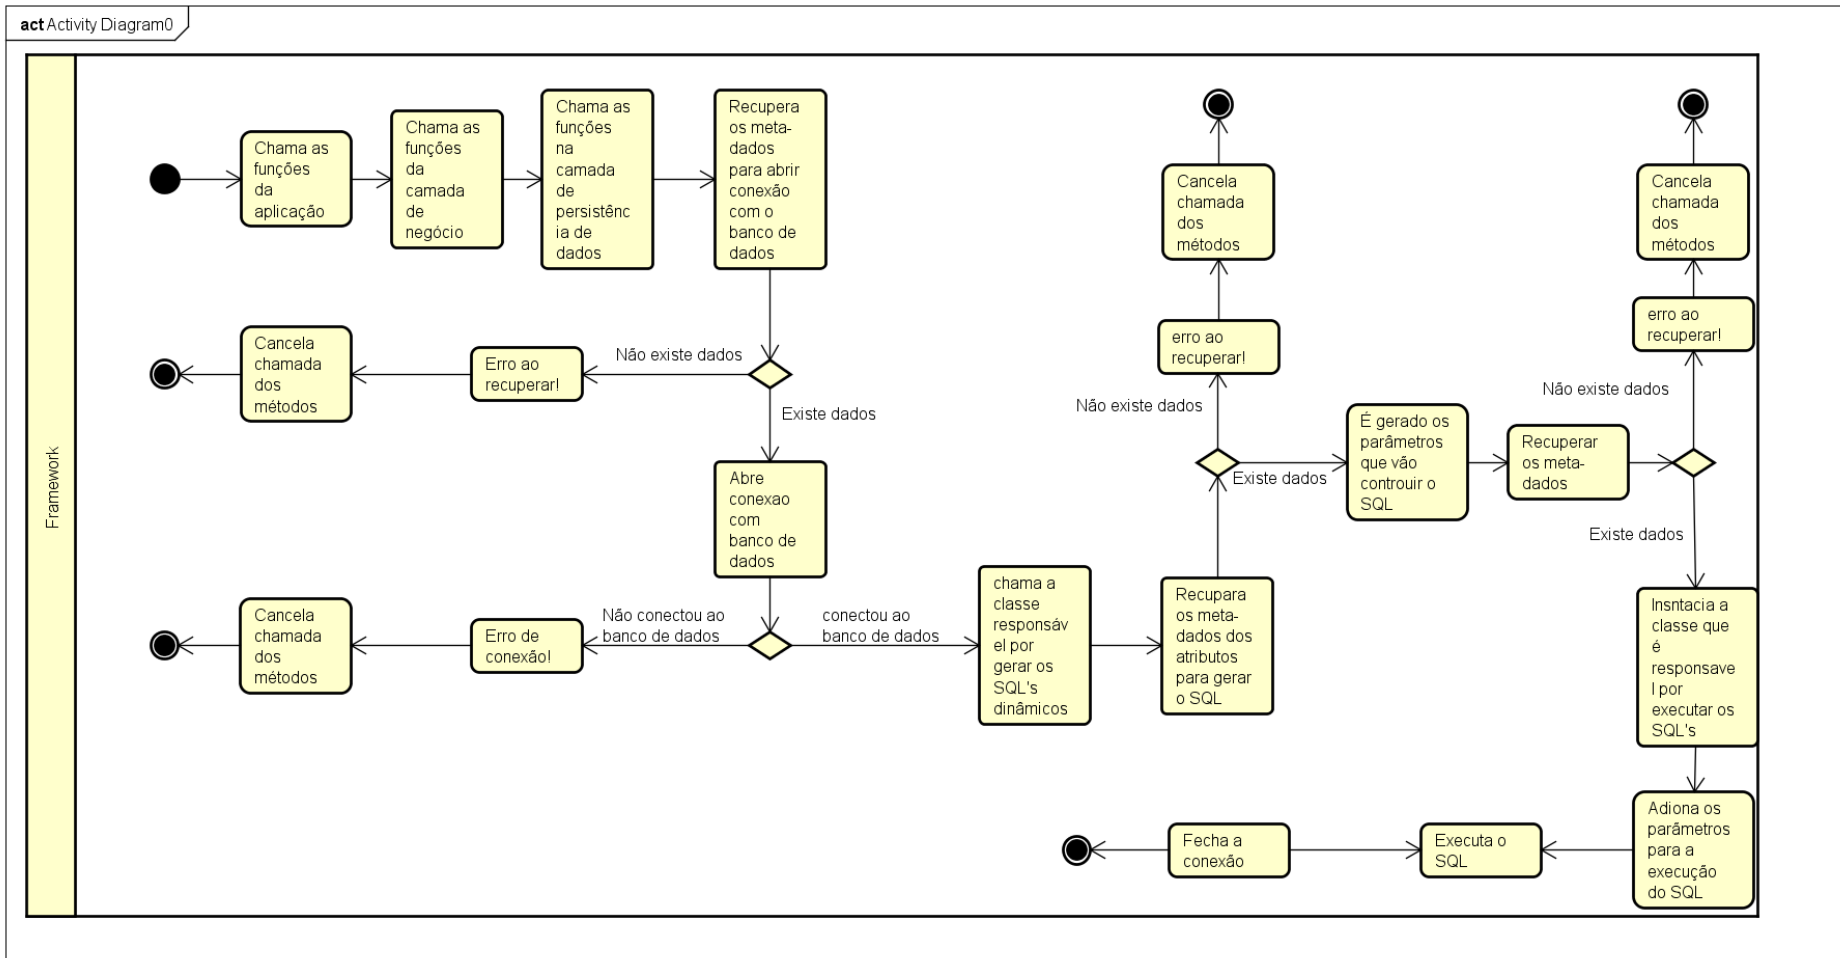 act Activity Diagram0
Framework
Chama as
funções
da
aplicação
Chama as
funções
da
camada
de
negócio
Chama as
funções
na
camada
de
persistênc
ia de
dados
Recupera
os meta-
dados
para abrir
conexão
com o
banco de
dados
Cancela
chamada
dos
métodos
Erro ao
recuperar!
Não existe dados
Existe dados
Abre
conexao
com
banco de
dados
Cancela
chamada
dos
métodos
Erro de
conexão!
Não conectou ao
banco de dados
conectou ao
banco de dados
chama a
classe
responsáv
el por
gerar os
SQL's
dinâmicos
Recupara
os meta-
dados dos
atributos
para gerar
o SQL
Cancela
chamada
dos
métodos
erro ao
recuperar!
Não existe dados
Existe dados
É gerado os
parâmetros
que vão
controuir o
SQL
Recuperar
os meta-
dados
Cancela
chamada
dos
métodos
erro ao
recuperar!
Não existe dados
Existe dados
Insntacia a
classe que
é
responsave
l por
executar os
SQL's
Adiona os
parâmetros
para a
execução
do SQL
Executa o
SQL
Fecha a
conexão